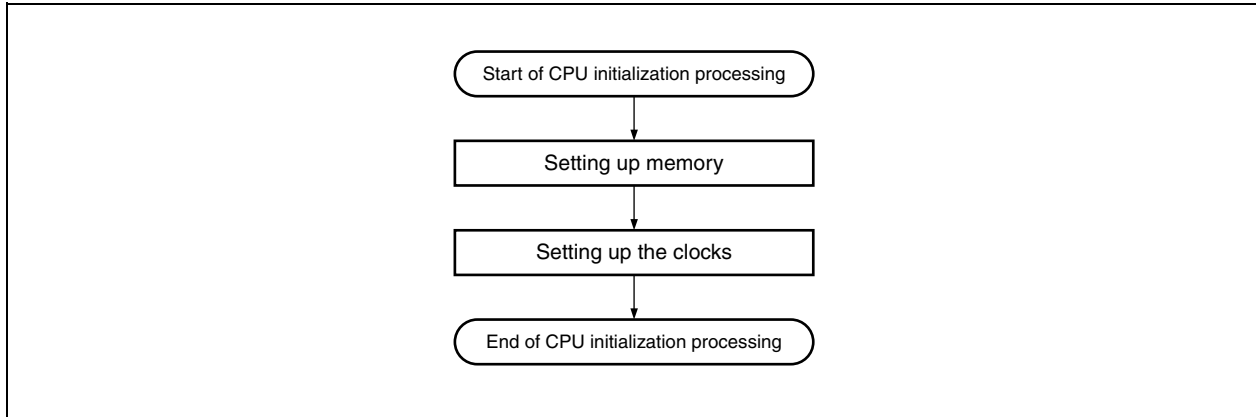 Start of CPU initialization processing
Setting up memory
Setting up the clocks
End of CPU initialization processing